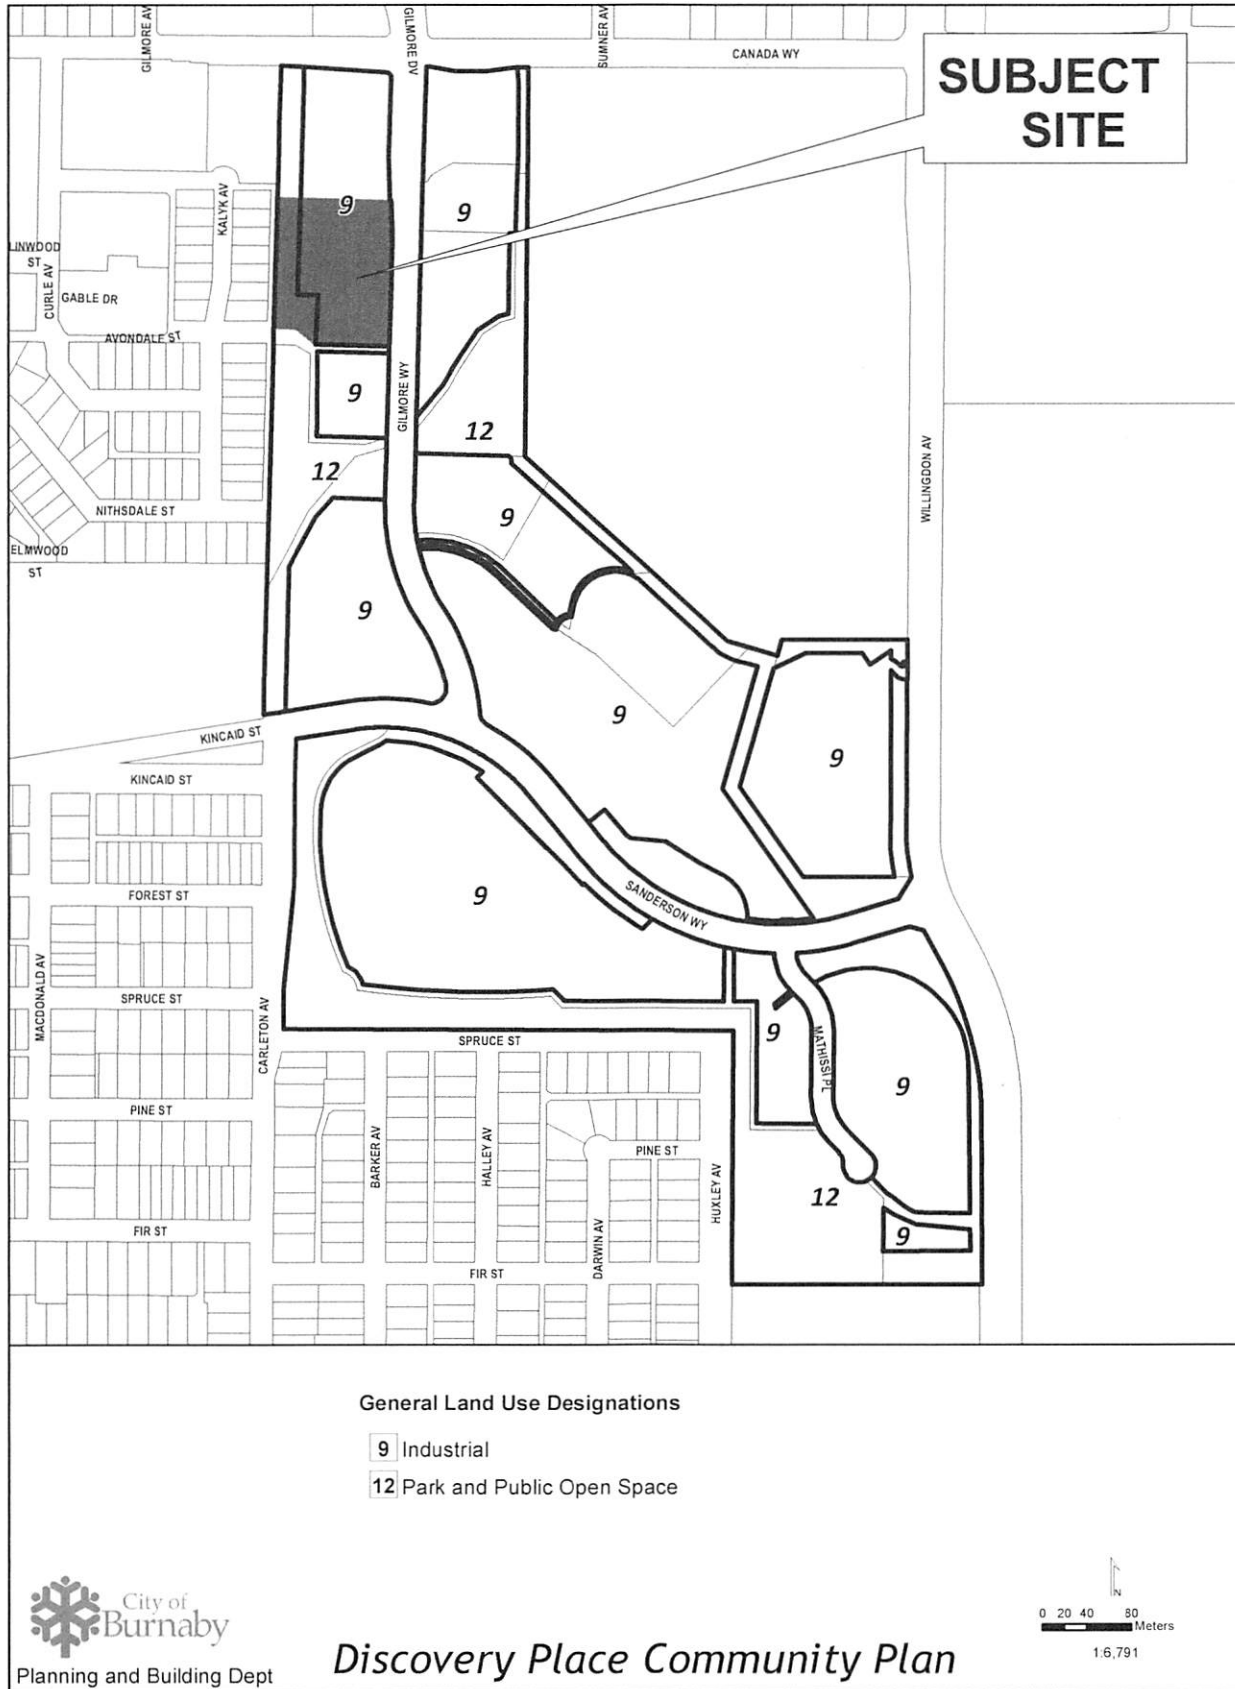 GILMORE AV
GILMORE DV
SUMNER AV
CANADA WY
SUBJECT
SITE
KALYK AV
9
9
LINWOOD
ST
CURLE AV
GABLE DR
AVONDALE ST
GILMORE WY
9
12
12
WILLINGDON AV
9
NITHSDALE ST
ELMWOOD
ST
9
9
KINCAID ST
9
KINCAID ST
9
FOREST ST
SANDERSON WY
MACDONALD AV
SPRUCE ST
CARLETON AV
SPRUCE ST
9
MATHISSI PL
9
PINE ST
BARKER AV
HALLEY AV
PINE ST
HUXLEY AV
12
FIR ST
DARWIN AV
9
FIR ST
General Land Use Designations
9 Industrial
12 Park and Public Open Space
City of
Burnaby
Planning and Building Dept
Discovery Place Community Plan
N
0 20 40 80
Meters
1:6,791